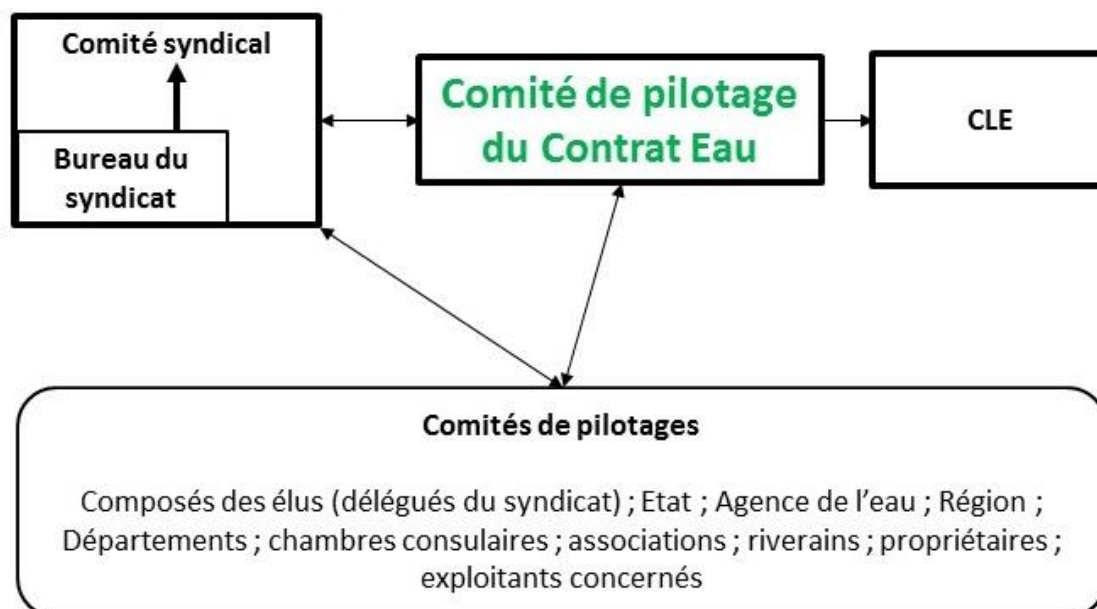 Comité syndical
Bureau du
syndicat
Comité de pilotage
du Contrat Eau
CLE
Comités de pilotages
Composés des élus (délégués du syndicat) ; Etat ; Agence de l’eau ; Région ;
Départements ; chambres consulaires ; associations ; riverains ; propriétaires ;
exploitants concernés